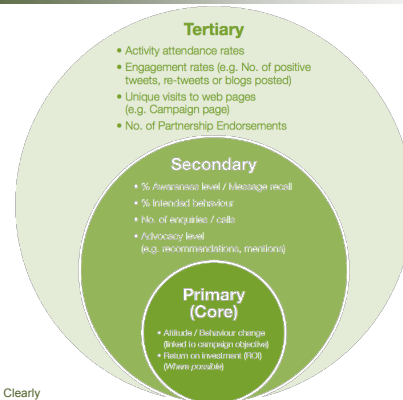 Tertiary
• Activity attendance rates
• Engagement rates (e.g. No. of positive
tweets, re-tweets or blogs posted)
• Unique visits to web pages
(e.g. Campaign page)
• No. of Partnership Endorsements
Secondary
• % Awareness level / Message recall
• % Intended behaviour
• No. of enquiries / calls
• Advocacy level
(e.g. recommendations, mentions)
Primary
(Core)
• Attitude / Behaviour change
(linked to campaign objective)
• Return on investment (ROI)
(Where possible)
Clearly